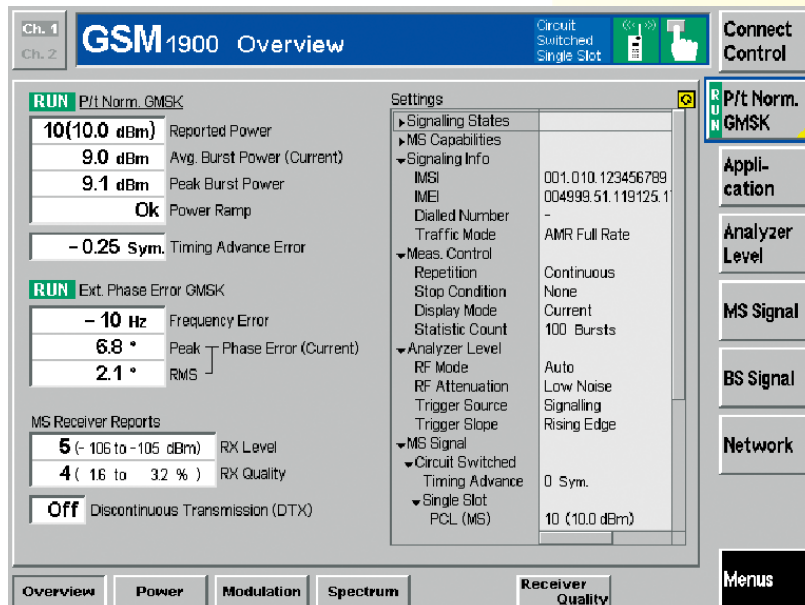 Ch. 1
Ch. 2
GSM 1900 Overview
Circuit
Switched
Single Slot
Connect
Control
RUN P/t Norm. GMSK
10(10.0 dBm) Reported Power
9.0 dBm Avg. Burst Power (Current)
9.1 dBm Peak Burst Power
Ok Power Ramp
- 0.25 Sym. Timing Advance Error
RUN Ext. Phase Error GMSK
- 10 Hz Frequency Error
6.8 ° Peak Phase Error (Current)
2.1 ° RMS
MS Receiver Reports
5 (- 106 to -105 dBm) RX Level
4 ( 1.6 to 3.2 % ) RX Quality
Off Discontinuous Transmission (DTX)
Settings
Signalling States
MS Capabilities
Signaling Info
IMSI 001.010.123456789
IMEI 004999.51.119125.1
Dialled Number -
Traffic Mode AMR Full Rate
Meas. Control
Repetition Continuous
Stop Condition None
Display Mode Current
Statistic Count 100 Bursts
Analyzer Level
RF Mode Auto
RF Attenuation Low Noise
Trigger Source Signalling
Trigger Slope Rising Edge
MS Signal
Circuit Switched
Timing Advance 0 Sym.
Single Slot
PCL (MS) 10 (10.0 dBm)
RUN
P/t Norm.
GMSK
Appli-
cation
Analyzer
Level
MS Signal
BS Signal
Network
Menus
Overview Power Modulation Spectrum Receiver
Quality